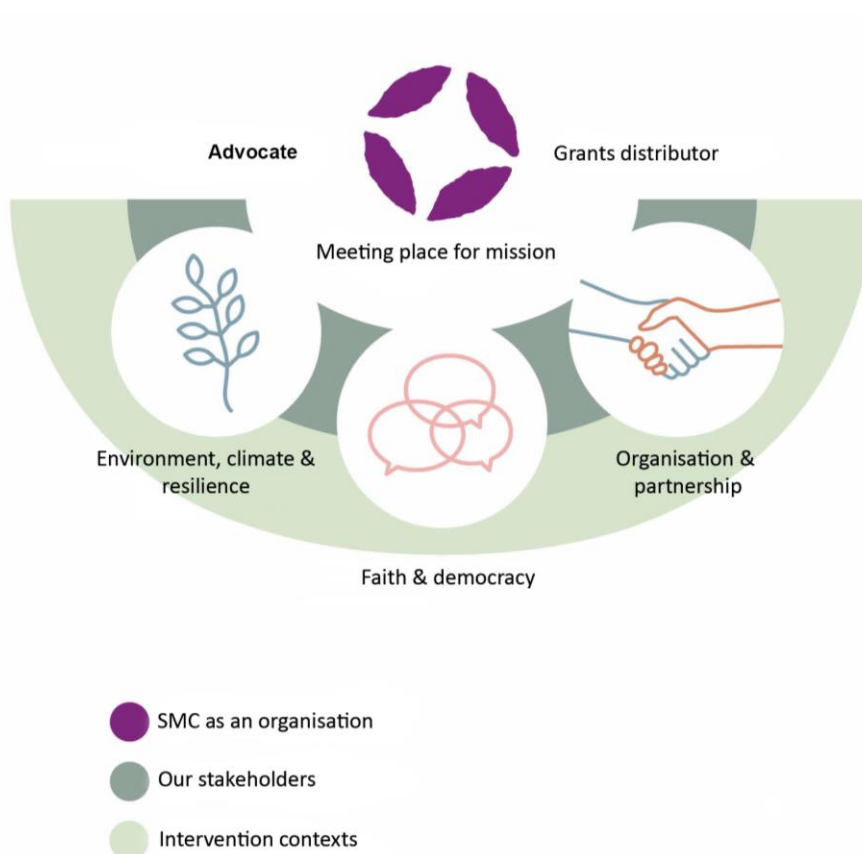 Advocate
Grants distributor
Meeting place for mission
Environment, climate &
resilience
Organisation &
partnership
Faith & democracy
SMC as an organisation
Our stakeholders
Intervention contexts